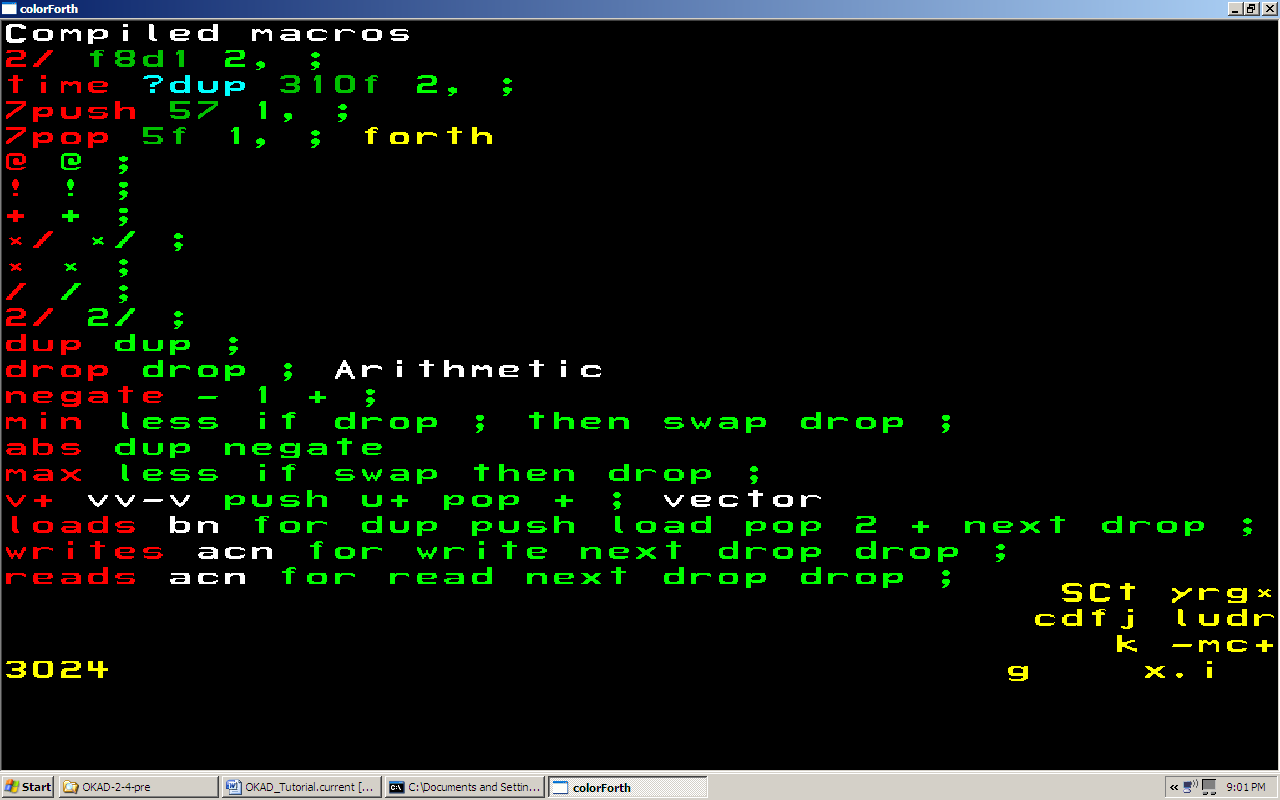 colorForth
Compiled macros
2/ f8d1 2, ;
time ?dup 310f 2, ;
7push 57 1, ;
7pop 5f 1, ; forth
@ @ ;
! ! ;
+ + ;
*/ */ ;
* * ;
/ / ;
2/ 2/ ;
dup dup ;
drop drop ; Arithmetic
negate - 1 + ;
min less if drop ; then swap drop ;
abs dup negate
max less if swap then drop ;
v+ vv-v push u+ pop + ; vector
loads bn for dup push load pop 2 + next drop ;
writes acn for write next drop drop ;
reads acn for read next drop drop ;
SCt yrg*
cdfj ludr
k -mc+
3024 g x.i
Start OKAD-2-4-pre OKAD_Tutorial.current [... C:\Documents and Settin... colorForth « 9:01 PM